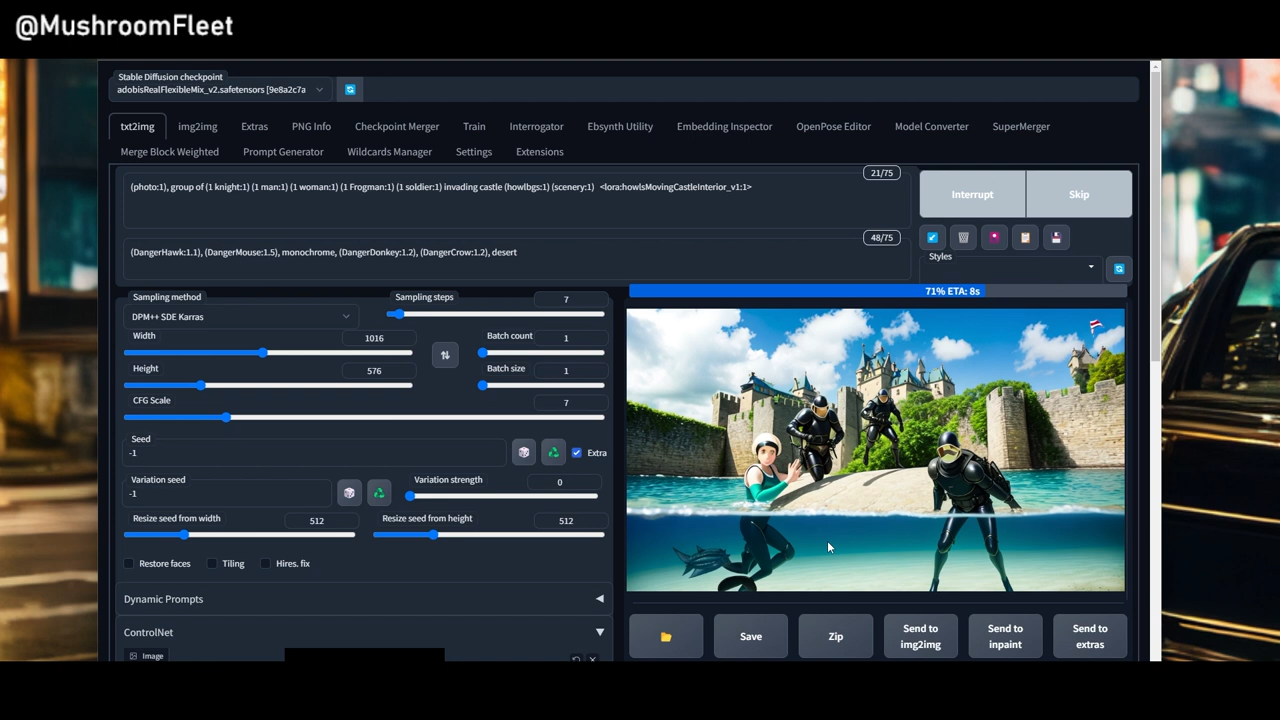 @MushroomFleet
Stable Diffusion checkpoint
adobisRealFlexibleMix_v2.safetensors [9e8a2c7a
txt2img img2img Extras PNG Info Checkpoint Merger Train Interrogator Ebsynth Utility Embedding Inspector OpenPose Editor Model Converter SuperMerger
Merge Block Weighted Prompt Generator Wildcards Manager Settings Extensions
21/75
(photo:1), group of (1 knight:1) (1 man:1) (1 woman:1) (1 Frogman:1) (1 soldier:1) invading castle (howlbgs:1) (scenery:1) <lora:howlsMovingCastleInterior_v1:1>
Interrupt Skip
48/75
(DangerHawk:1.1), (DangerMouse:1.5), monochrome, (DangerDonkey:1.2), (DangerCrow:1.2), desert
Styles
Sampling method Sampling steps 7
DPM++ SDE Karras
71% ETA: 8s
Width 1016 Batch count 1
Height 576 Batch size 1
CFG Scale 7
Seed
-1
Extra
Variation seed
-1
Variation strength 0
Resize seed from width 512 Resize seed from height 512
Restore faces Tiling Hires. fix
Dynamic Prompts
ControlNet
Image
Save Zip Send to img2img Send to inpaint Send to extras